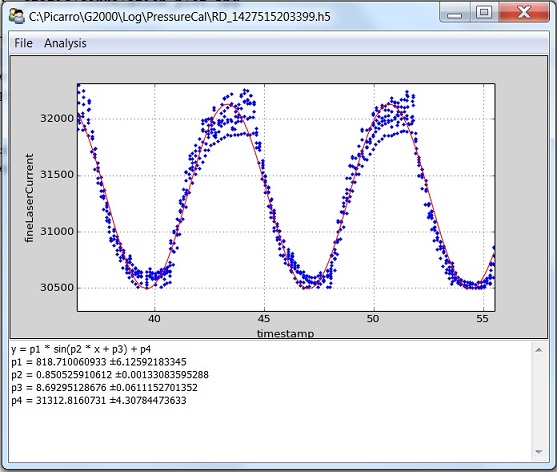 C:\Picarro\G2000\Log\PressureCal\RD_1427515203399.h5
File Analysis
32000
31500
31000
30500
fineLaserCurrent
40 45 50 55
timestamp
y = p1 * sin(p2 * x + p3) + p4
p1 = 818.710060933 ±6.12592183345
p2 = 0.850525910612 ±0.00133083595288
p3 = 8.69295128676 ±0.0611152701352
p4 = 31312.8160731 ±4.30784473633